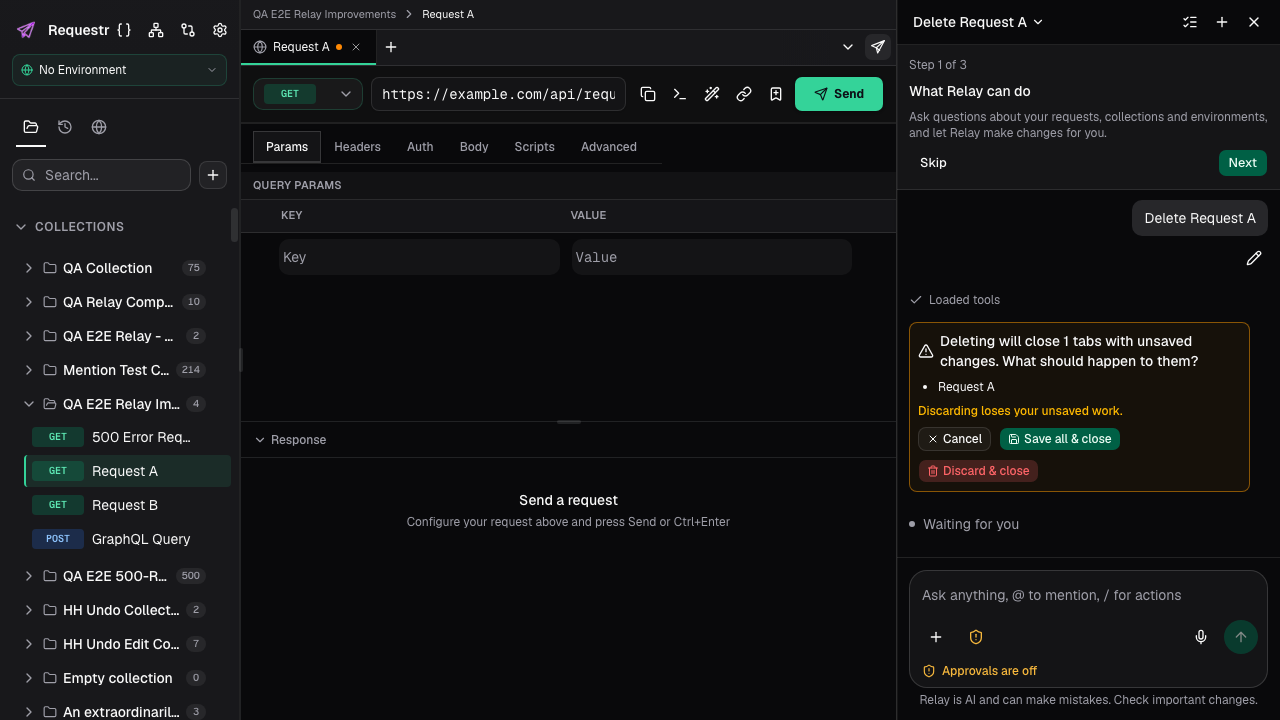 Requestr
No Environment
Search...
COLLECTIONS
QA Collection 75
QA Relay Comp... 10
QA E2E Relay - ... 2
Mention Test C... 214
QA E2E Relay Im... 4
GET 500 Error Req...
GET Request A
GET Request B
POST GraphQL Query
QA E2E 500-R... 500
HH Undo Collect... 2
HH Undo Edit Co... 7
Empty collection 0
An extraordinaril... 3
QA E2E Relay Improvements > Request A
Request A
GET https://example.com/api/requ Send
Params Headers Auth Body Scripts Advanced
QUERY PARAMS
KEY VALUE
Key Value
Response
Send a request
Configure your request above and press Send or Ctrl+Enter
Delete Request A
Step 1 of 3
What Relay can do
Ask questions about your requests, collections and environments,
and let Relay make changes for you.
Skip Next
Delete Request A
Loaded tools
Deleting will close 1 tabs with unsaved
changes. What should happen to them?
• Request A
Discarding loses your unsaved work.
Cancel Save all & close
Discard & close
Waiting for you
Ask anything, @ to mention, / for actions
Approvals are off
Relay is AI and can make mistakes. Check important changes.